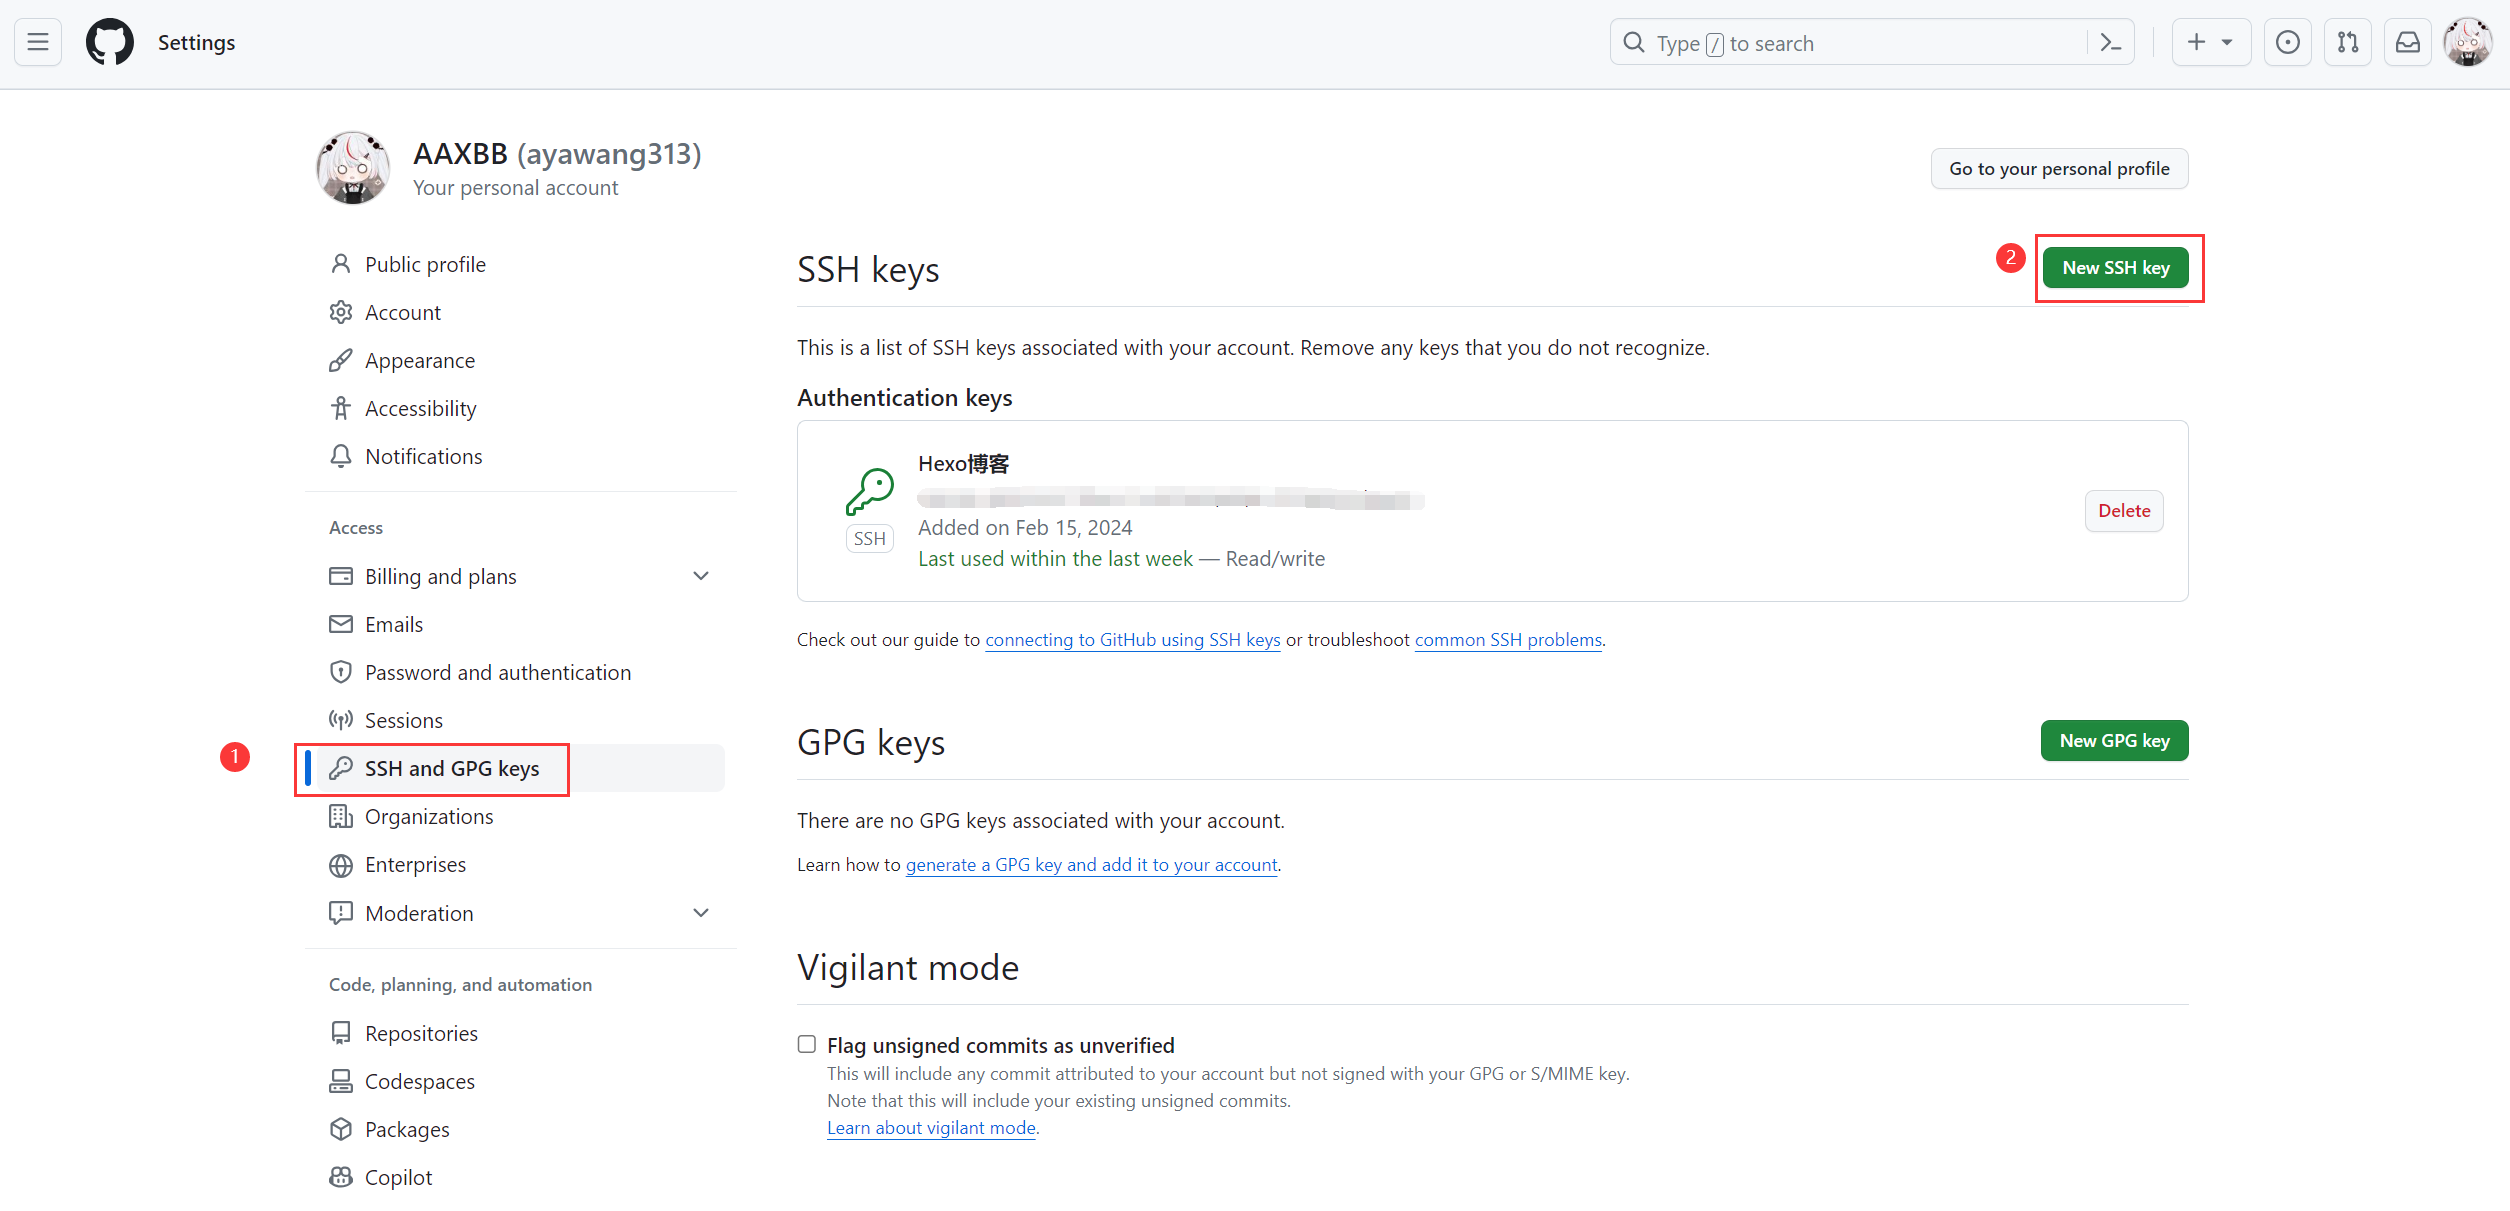 Settings
Type / to search
AAXBB (ayawang313)
Your personal account
Go to your personal profile
Public profile
Account
Appearance
Accessibility
Notifications
Access
Billing and plans
Emails
Password and authentication
Sessions
1
SSH and GPG keys
Organizations
Enterprises
Moderation
Code, planning, and automation
Repositories
Codespaces
Packages
Copilot
SSH keys
2
New SSH key
This is a list of SSH keys associated with your account. Remove any keys that you do not recognize.
Authentication keys
Hexo博客
SSH
Added on Feb 15, 2024
Last used within the last week — Read/write
Delete
Check out our guide to connecting to GitHub using SSH keys or troubleshoot common SSH problems.
GPG keys
New GPG key
There are no GPG keys associated with your account.
Learn how to generate a GPG key and add it to your account.
Vigilant mode
Flag unsigned commits as unverified
This will include any commit attributed to your account but not signed with your GPG or S/MIME key.
Note that this will include your existing unsigned commits.
Learn about vigilant mode.